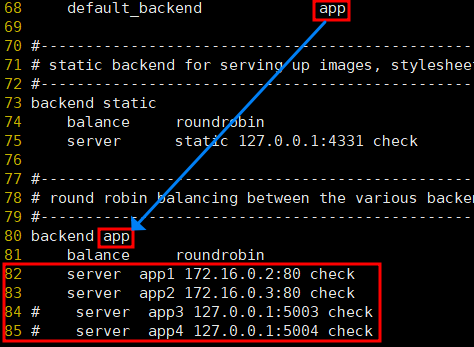 68     default_backend             app
69
70 #---------------------------------------------------
71 # static backend for serving up images, stylesheet
72 #---------------------------------------------------
73 backend static
74     balance     roundrobin
75     server      static 127.0.0.1:4331 check
76
77 #---------------------------------------------------
78 # round robin balancing between the various backe
79 #---------------------------------------------------
80 backend app
81     balance     roundrobin
82     server  app1 172.16.0.2:80 check
83     server  app2 172.16.0.3:80 check
84 #    server  app3 127.0.0.1:5003 check
85 #    server  app4 127.0.0.1:5004 check